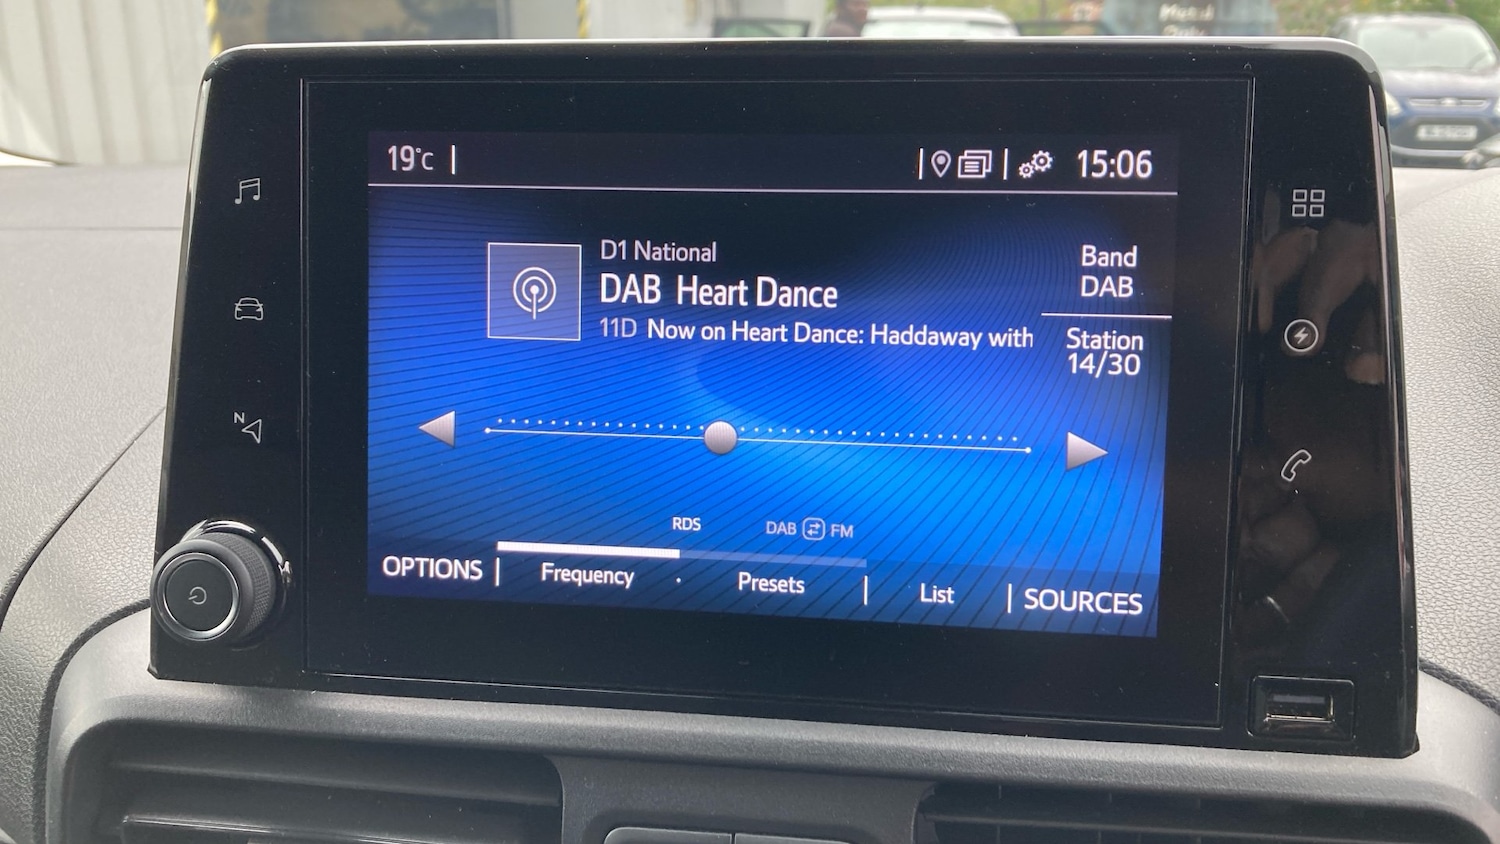 19°C
15:06
D1 National
DAB Heart Dance
11D Now on Heart Dance: Haddaway with
Band
DAB
Station
14/30
N
RDS
DAB FM
OPTIONS
Frequency
Presets
List
SOURCES